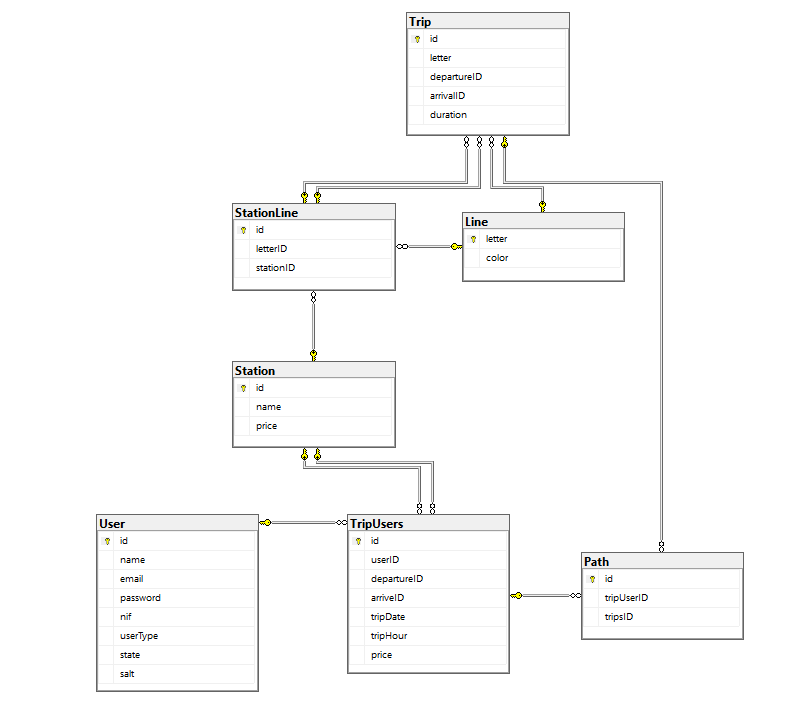 Trip
id
letter
departureID
arrivalID
duration
StationLine
id
letterID
stationID
Line
letter
color
Station
id
name
price
User
id
name
email
password
nif
userType
state
salt
TripUsers
id
userID
departureID
arriveID
tripDate
tripHour
price
Path
id
tripUserID
tripsID